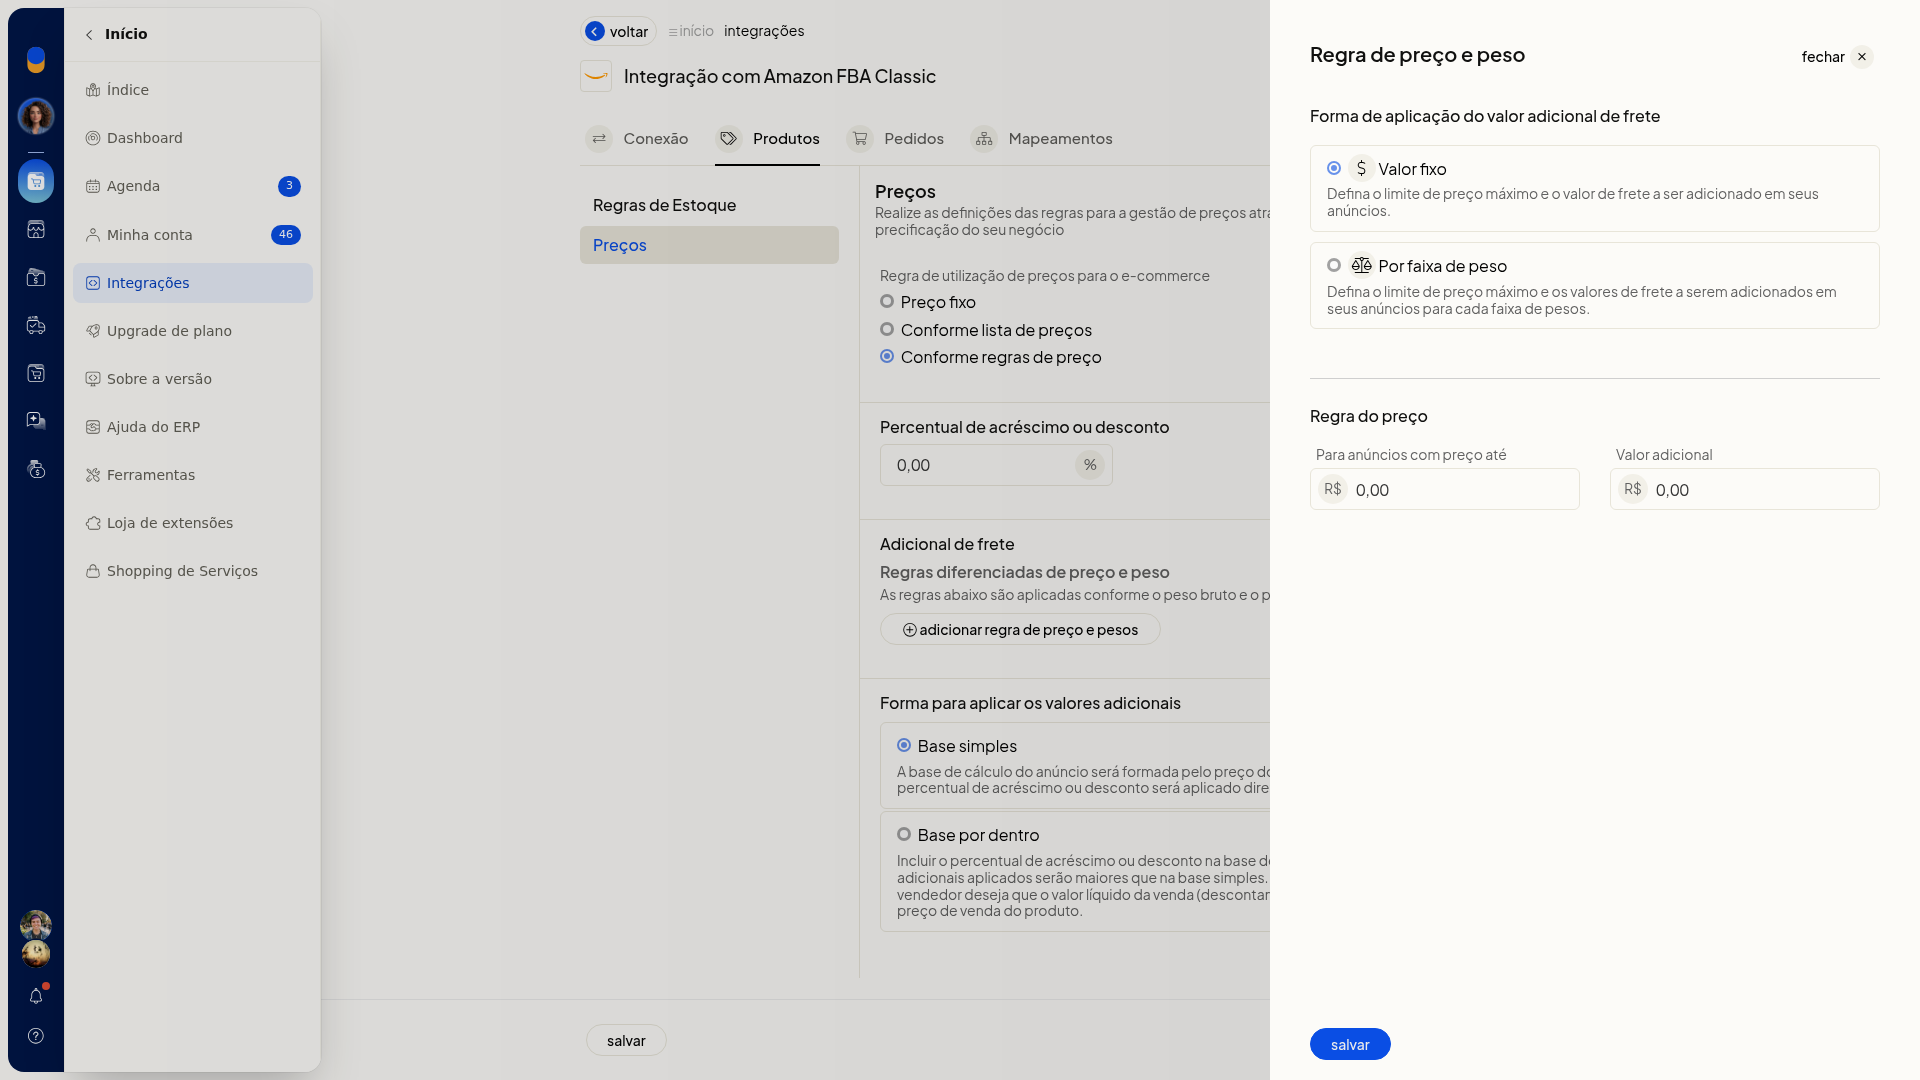 Início
Índice
Dashboard
Agenda
3
Minha conta
46
Integrações
Upgrade de plano
Sobre a versão
Ajuda do ERP
Ferramentas
Loja de extensões
Shopping de Serviços
voltar
início
integrações
Integração com Amazon FBA Classic
Conexão
Produtos
Pedidos
Mapeamentos
Regras de Estoque
Preços
Preços
Realize as definições das regras para a gestão de preços atra
precificação do seu negócio
Regra de utilização de preços para o e-commerce
Preço fixo
Conforme lista de preços
Conforme regras de preço
Percentual de acréscimo ou desconto
0,00
%
Adicional de frete
Regras diferenciadas de preço e peso
As regras abaixo são aplicadas conforme o peso bruto e o p
adicionar regra de preço e pesos
Forma para aplicar os valores adicionais
Base simples
A base de cálculo do anúncio será formada pelo preço do
percentual de acréscimo ou desconto será aplicado dire
Base por dentro
Incluir o percentual de acréscimo ou desconto na base de
adicionais aplicados serão maiores que na base simples.
vendedor deseja que o valor líquido da venda (descontan
preço de venda do produto.
salvar
Regra de preço e peso
fechar
Forma de aplicação do valor adicional de frete
$ Valor fixo
Defina o limite de preço máximo e o valor de frete a ser adicionado em seus
anúncios.
Por faixa de peso
Defina o limite de preço máximo e os valores de frete a serem adicionados em
seus anúncios para cada faixa de pesos.
Regra do preço
Para anúncios com preço até
R$ 0,00
Valor adicional
R$ 0,00
salvar